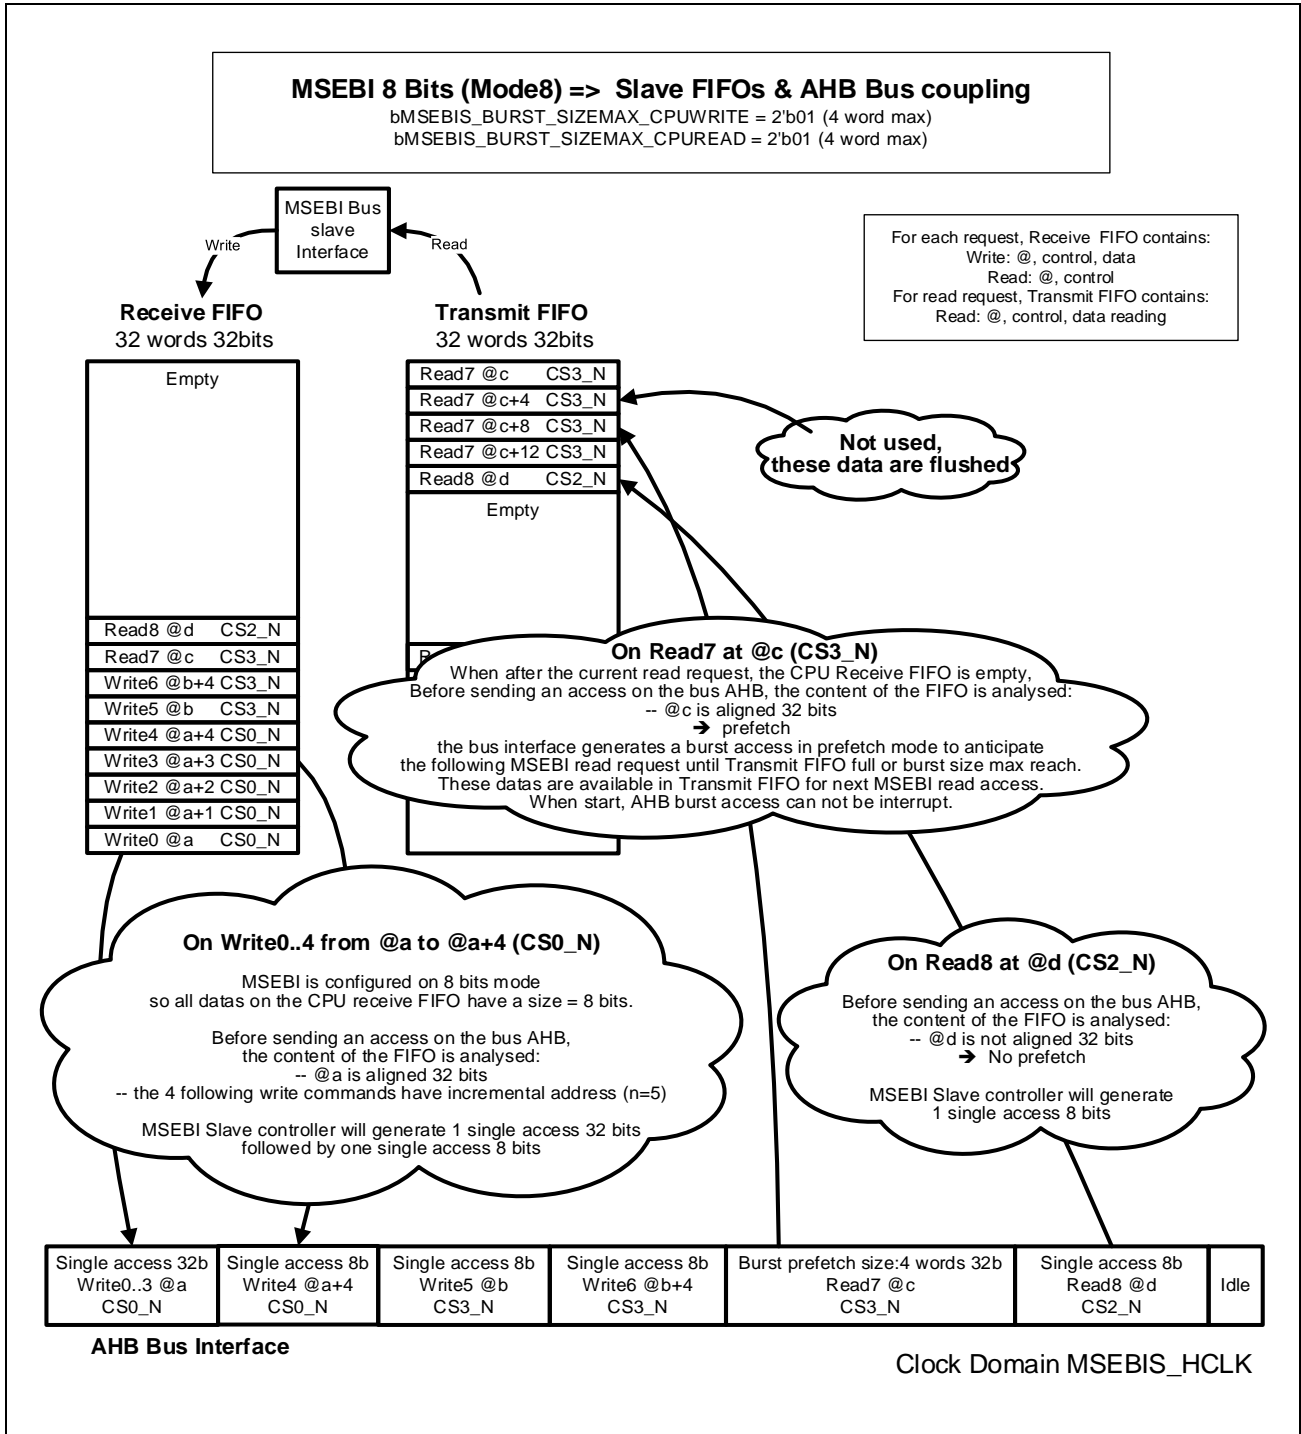 MSEBI 8 Bits (Mode8) => Slave FIFOs & AHB Bus coupling
bMSEBIS_BURST_SIZEMAX_CPUWRITE = 2'b01 (4 word max)
bMSEBIS_BURST_SIZEMAX_CPUREAD = 2'b01 (4 word max)
MSEBI Bus
slave
Interface
Write
Read
For each request, Receive FIFO contains:
Write: @, control, data
Read: @, control
For read request, Transmit FIFO contains:
Read: @, control, data reading
Receive FIFO
32 words 32bits
Transmit FIFO
32 words 32bits
Empty
Read8 @d CS2_N
Read7 @c CS3_N
Write6 @b+4 CS3_N
Write5 @b CS3_N
Write4 @a+4 CS0_N
Write3 @a+3 CS0_N
Write2 @a+2 CS0_N
Write1 @a+1 CS0_N
Write0 @a CS0_N
Read7 @c CS3_N
Read7 @c+4 CS3_N
Read7 @c+8 CS3_N
Read7 @c+12 CS3_N
Read8 @d CS2_N
Empty
Not used,
these data are flushed
On Read7 at @c (CS3_N)
When after the current read request, the CPU Receive FIFO is empty,
Before sending an access on the bus AHB, the content of the FIFO is analysed:
-- @c is aligned 32 bits
➔ prefetch
the bus interface generates a burst access in prefetch mode to anticipate
the following MSEBI read request until Transmit FIFO full or burst size max reach.
These datas are available in Transmit FIFO for next MSEBI read access.
When start, AHB burst access can not be interrupt.
On Write0..4 from @a to @a+4 (CS0_N)
MSEBI is configured on 8 bits mode
so all datas on the CPU receive FIFO have a size = 8 bits.
Before sending an access on the bus AHB,
the content of the FIFO is analysed:
-- @a is aligned 32 bits
-- the 4 following write commands have incremental address (n=5)
MSEBI Slave controller will generate 1 single access 32 bits
followed by one single access 8 bits
On Read8 at @d (CS2_N)
Before sending an access on the bus AHB,
the content of the FIFO is analysed:
-- @d is not aligned 32 bits
➔ No prefetch
MSEBI Slave controller will generate
1 single access 8 bits
Single access 32b
Write0..3 @a
CS0_N
Single access 8b
Write4 @a+4
CS0_N
Single access 8b
Write5 @b
CS3_N
Single access 8b
Write6 @b+4
CS3_N
Burst prefetch size:4 words 32b
Read7 @c
CS3_N
Single access 8b
Read8 @d
CS2_N
Idle
AHB Bus Interface
Clock Domain MSEBIS_HCLK